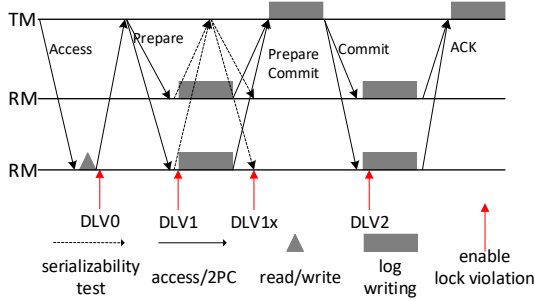 TM
Access
Prepare
Prepare
Commit
Commit
ACK
RM
RM
DLV0
DLV1
DLV1x
DLV2
serializability
test
access/2PC
read/write
log
writing
enable
lock violation